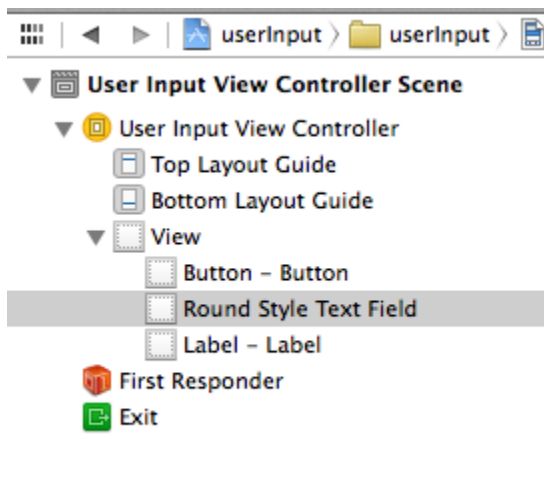 userInput userInput
User Input View Controller Scene
User Input View Controller
Top Layout Guide
Bottom Layout Guide
View
Button – Button
Round Style Text Field
Label – Label
First Responder
Exit